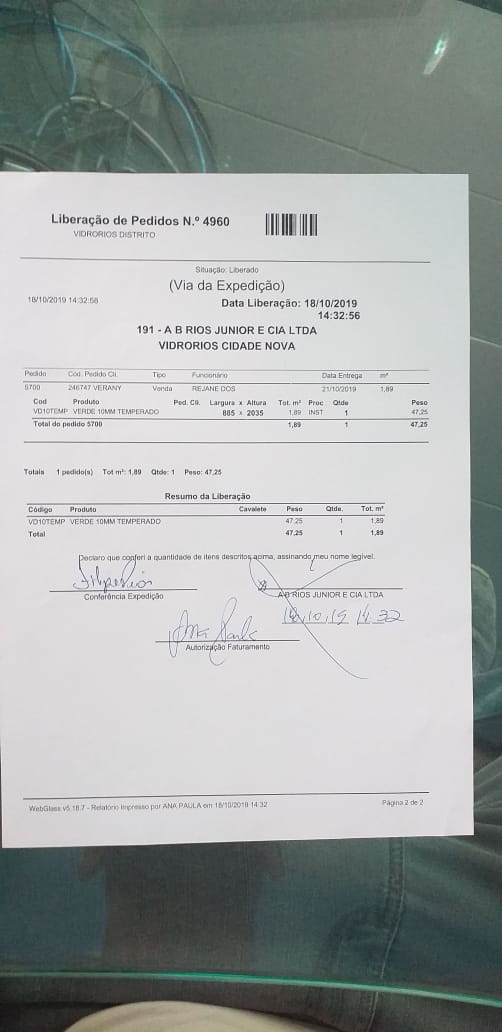 Liberação de Pedidos N.º 4960
VIDRORIOS DISTRITO
Situação: Liberado
(Via da Expedição)
18/10/2019 14:32:58
Data Liberação: 18/10/2019
14:32:56
191 - A B RIOS JUNIOR E CIA LTDA
VIDRORIOS CIDADE NOVA
Pedido Cód. Pedido Cli. Tipo Funcionário Data Entrega m²
5700 246747 VERANY Venda REJANE DOS 21/10/2019 1,89
Cod Produto Ped. Cli. Largura x Altura Tot. m² Proc Qtde Peso
VD10TEMP VERDE 10MM TEMPERADO 885 x 2035 1,89 INST 1 47,25
Total do pedido 5700 1,89 1 47,25
Totais 1 pedido(s) Tot m²: 1,89 Qtde: 1 Peso: 47,25
Resumo da Liberação
Código Produto Cavalete Peso Qtde. Tot. m²
VD10TEMP VERDE 10MM TEMPERADO 47,25 1 1,89
Total 47,25 1 1,89
Declaro que conferi a quantidade de itens descritos acima, assinando meu nome legível.
Conferência Expedição
A B RIOS JUNIOR E CIA LTDA
18/10/19 14:32
Ana Paula
Autorização Faturamento
WebGlass v5.18.7 - Relatório impresso por ANA PAULA em 18/10/2019 14:32
Página 2 de 2